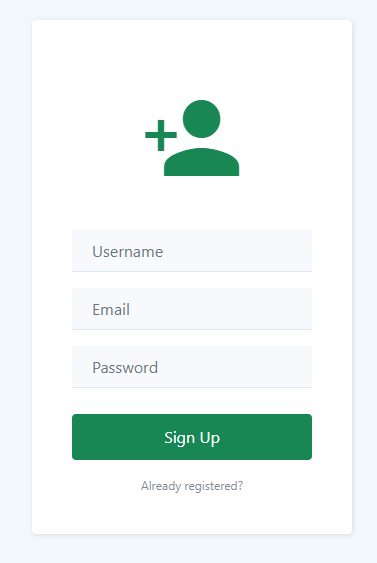 Username
Email
Password
Sign Up
Already registered?